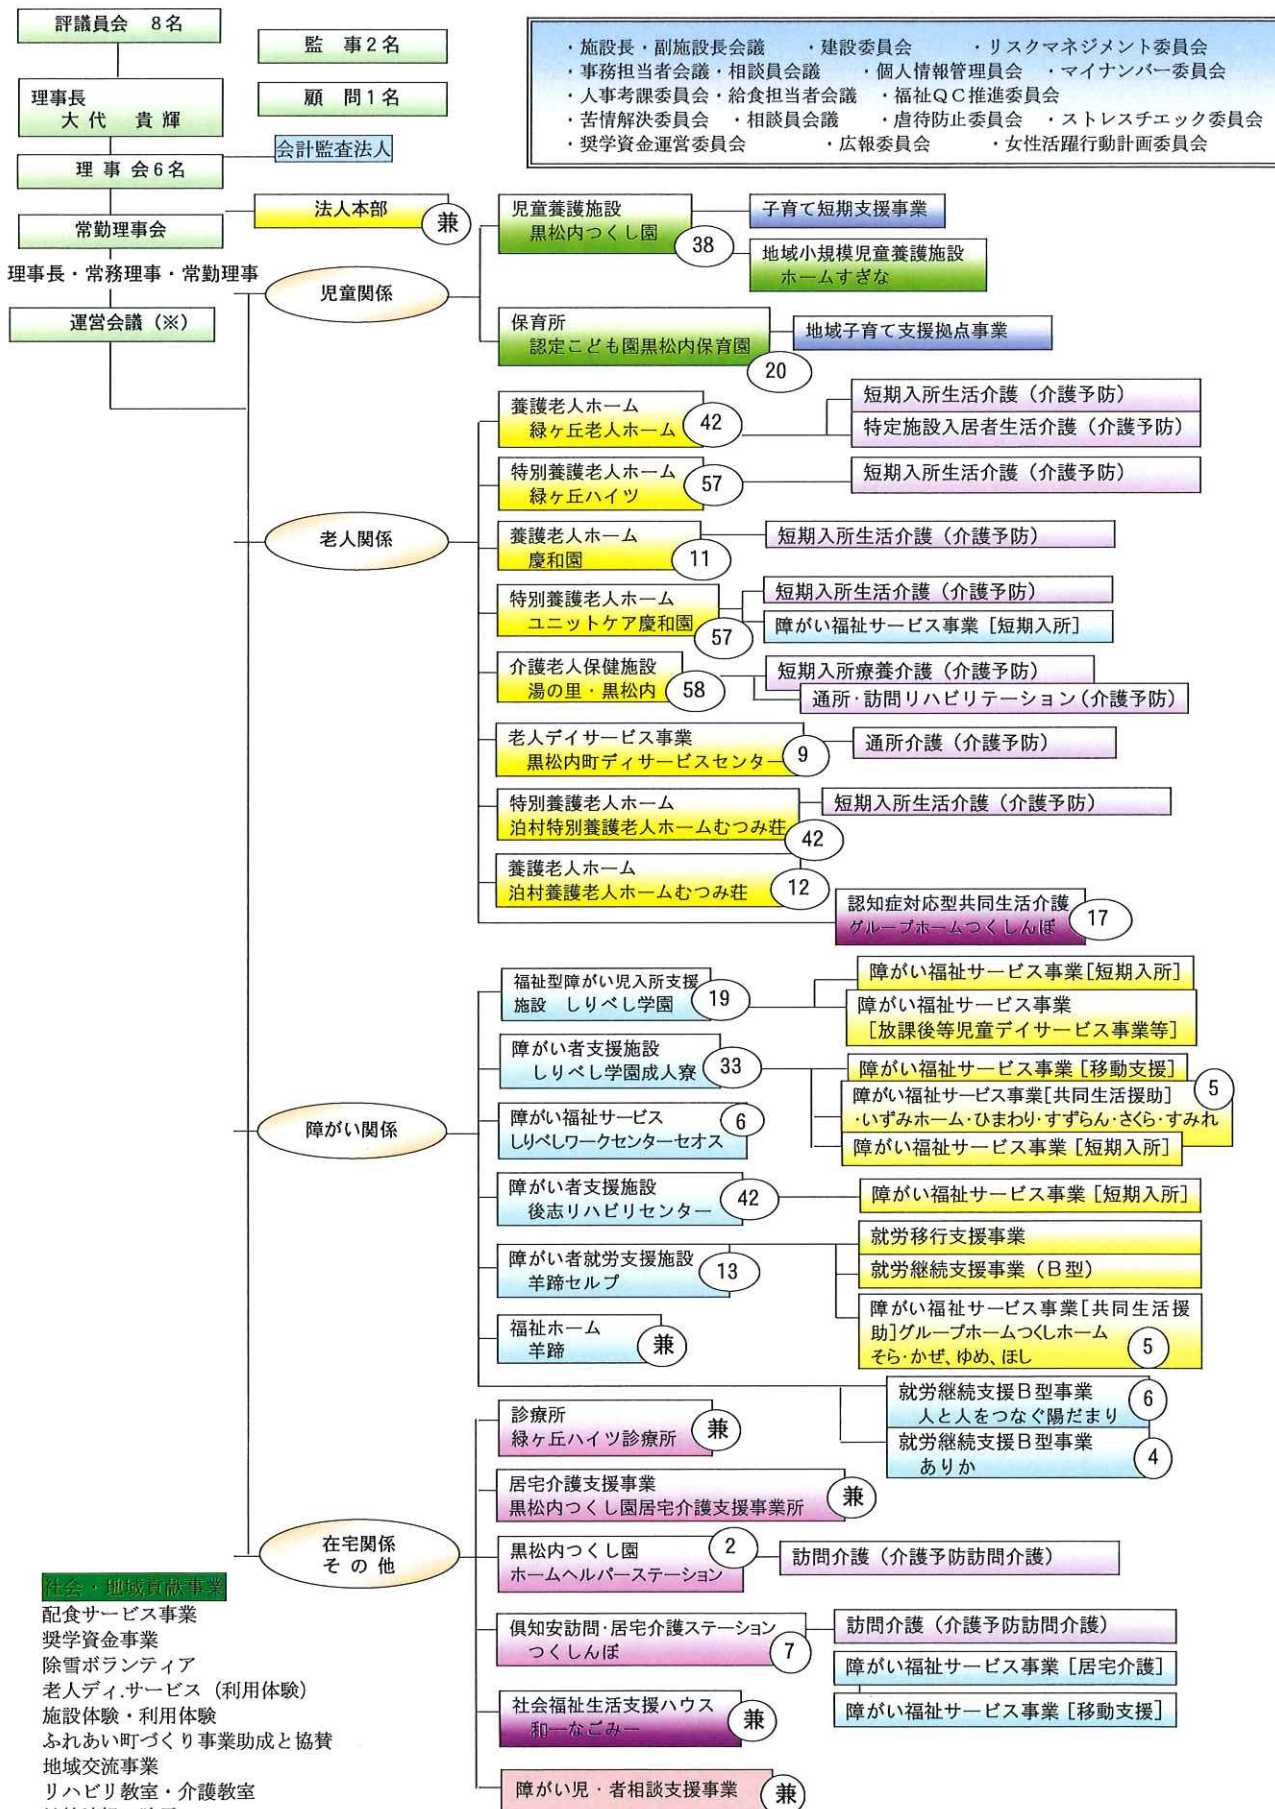 評議員会 8名
監 事2名
理事長
大 代 貴 輝
顧 問1名
会計監査法人
理 事 会6名
常勤理事会
理事長・常務理事・常勤理事
運営会議(※)
・施設長・副施設長会議 ・建設委員会 ・リスクマネジメント委員会
・事務担当者会議・相談員会議 ・個人情報管理員会 ・マイナンバー委員会
・人事考課委員会・給食担当者会議 ・福祉QC推進委員会
・苦情解決委員会 ・相談員会議 ・虐待防止委員会 ・ストレスチエック委員会
・奨学資金運営委員会 ・広報委員会 ・女性活躍行動計画委員会
法人本部
兼
児童関係
児童養護施設
黒松内つくし園
38
子育て短期支援事業
地域小規模児童養護施設
ホームすぎな
保育所
認定こども園黒松内保育園
20
地域子育て支援拠点事業
老人関係
養護老人ホーム
緑ヶ丘老人ホーム
42
短期入所生活介護(介護予防)
特定施設入居者生活介護(介護予防)
特別養護老人ホーム
緑ヶ丘ハイツ
57
短期入所生活介護(介護予防)
養護老人ホーム
慶和園
11
短期入所生活介護(介護予防)
特別養護老人ホーム
ユニットケア慶和園
57
短期入所生活介護(介護予防)
障がい福祉サービス事業[短期入所]
介護老人保健施設
湯の里・黒松内
58
短期入所療養介護(介護予防)
通所・訪問リハビリテーション(介護予防)
老人デイサービス事業
黒松内町ディサービスセンター
9
通所介護(介護予防)
特別養護老人ホーム
泊村特別養護老人ホームむつみ荘
42
短期入所生活介護(介護予防)
養護老人ホーム
泊村養護老人ホームむつみ荘
12
認知症対応型共同生活介護
グループホームつくしんぼ
17
障がい関係
福祉型障がい児入所支援
施設 しりべし学園
19
障がい福祉サービス事業[短期入所]
障がい福祉サービス事業
[放課後等児童デイサービス事業等]
障がい者支援施設
しりべし学園成人寮
33
障がい福祉サービス事業[移動支援]
障がい福祉サービス事業[共同生活援助]
・いずみホーム・ひまわり・すずらん・さくら・すみれ
5
障がい福祉サービス事業[短期入所]
障がい福祉サービス
しりべしワークセンターセオス
6
障がい者支援施設
後志リハビリセンター
42
障がい福祉サービス事業[短期入所]
障がい者就労支援施設
羊蹄セルプ
13
就労移行支援事業
就労継続支援事業(B型)
障がい福祉サービス事業[共同生活援
助]グループホームつくしホーム
そら・かぜ、ゆめ、ほし
5
福祉ホーム
羊蹄
兼
就労継続支援B型事業
人と人をつなぐ陽だまり
6
就労継続支援B型事業
ありか
4
在宅関係
そ の 他
診療所
緑ヶ丘ハイツ診療所
兼
居宅介護支援事業
黒松内つくし園居宅介護支援事業所
兼
黒松内つくし園
ホームヘルパーステーション
2
訪問介護(介護予防訪問介護)
倶知安訪問・居宅介護ステーション
つくしんぼ
7
訪問介護(介護予防訪問介護)
障がい福祉サービス事業[居宅介護]
障がい福祉サービス事業[移動支援]
社会福祉生活支援ハウス
和ーなごみー
兼
障がい児・者相談支援事業
兼
社会・地域貢献事業
配食サービス事業
奨学資金事業
除雪ボランティア
老人ディ.サービス(利用体験)
施設体験・利用体験
ふれあい町づくり事業助成と協賛
地域交流事業
リハビリ教室・介護教室